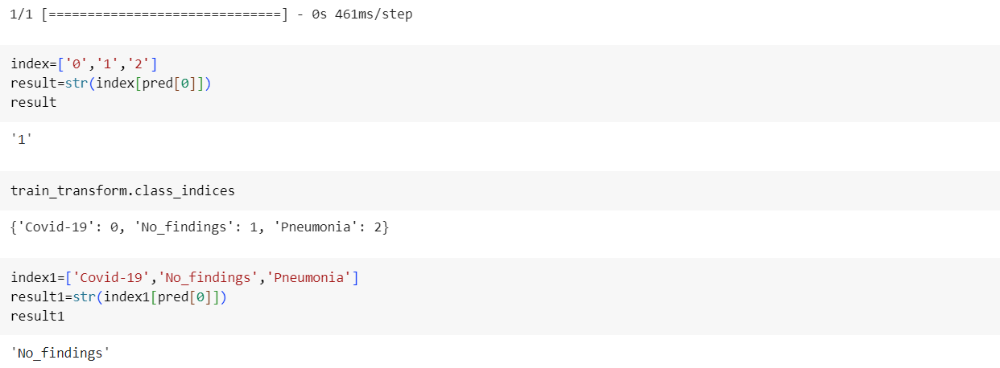 1/1 [==============================] - 0s 461ms/step
index=['0','1','2']
result=str(index[pred[0]])
result
'1'
train_transform.class_indices
{'Covid-19': 0, 'No_findings': 1, 'Pneumonia': 2}
index1=['Covid-19','No_findings','Pneumonia']
result1=str(index1[pred[0]])
result1
'No_findings'